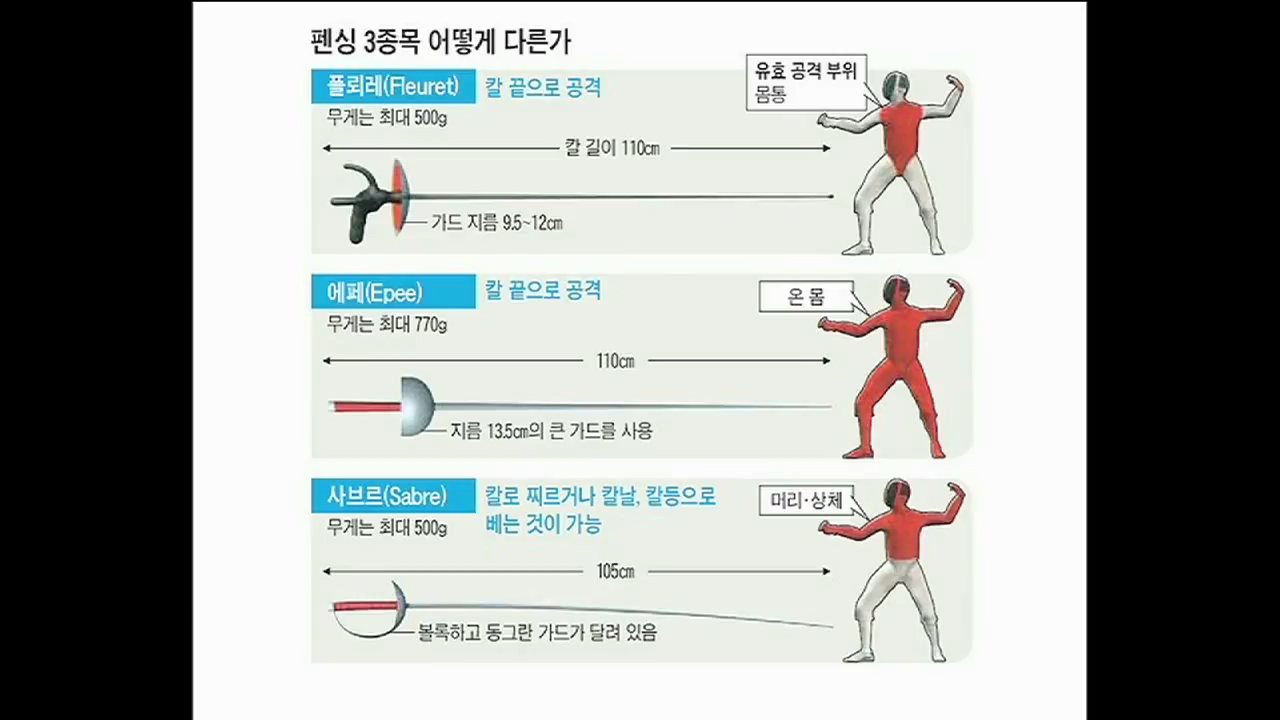 펜싱 3종목 어떻게 다른가
플뢰레(Fleuret)
칼 끝으로 공격
유효 공격 부위
몸통
무게는 최대 500g
칼 길이 110㎝
가드 지름 9.5~12㎝
에페(Epee)
칼 끝으로 공격
온 몸
무게는 최대 770g
110㎝
지름 13.5㎝의 큰 가드를 사용
사브르(Sabre)
칼로 찌르거나 칼날, 칼등으로
베는 것이 가능
머리·상체
무게는 최대 500g
105㎝
볼록하고 동그란 가드가 달려 있음